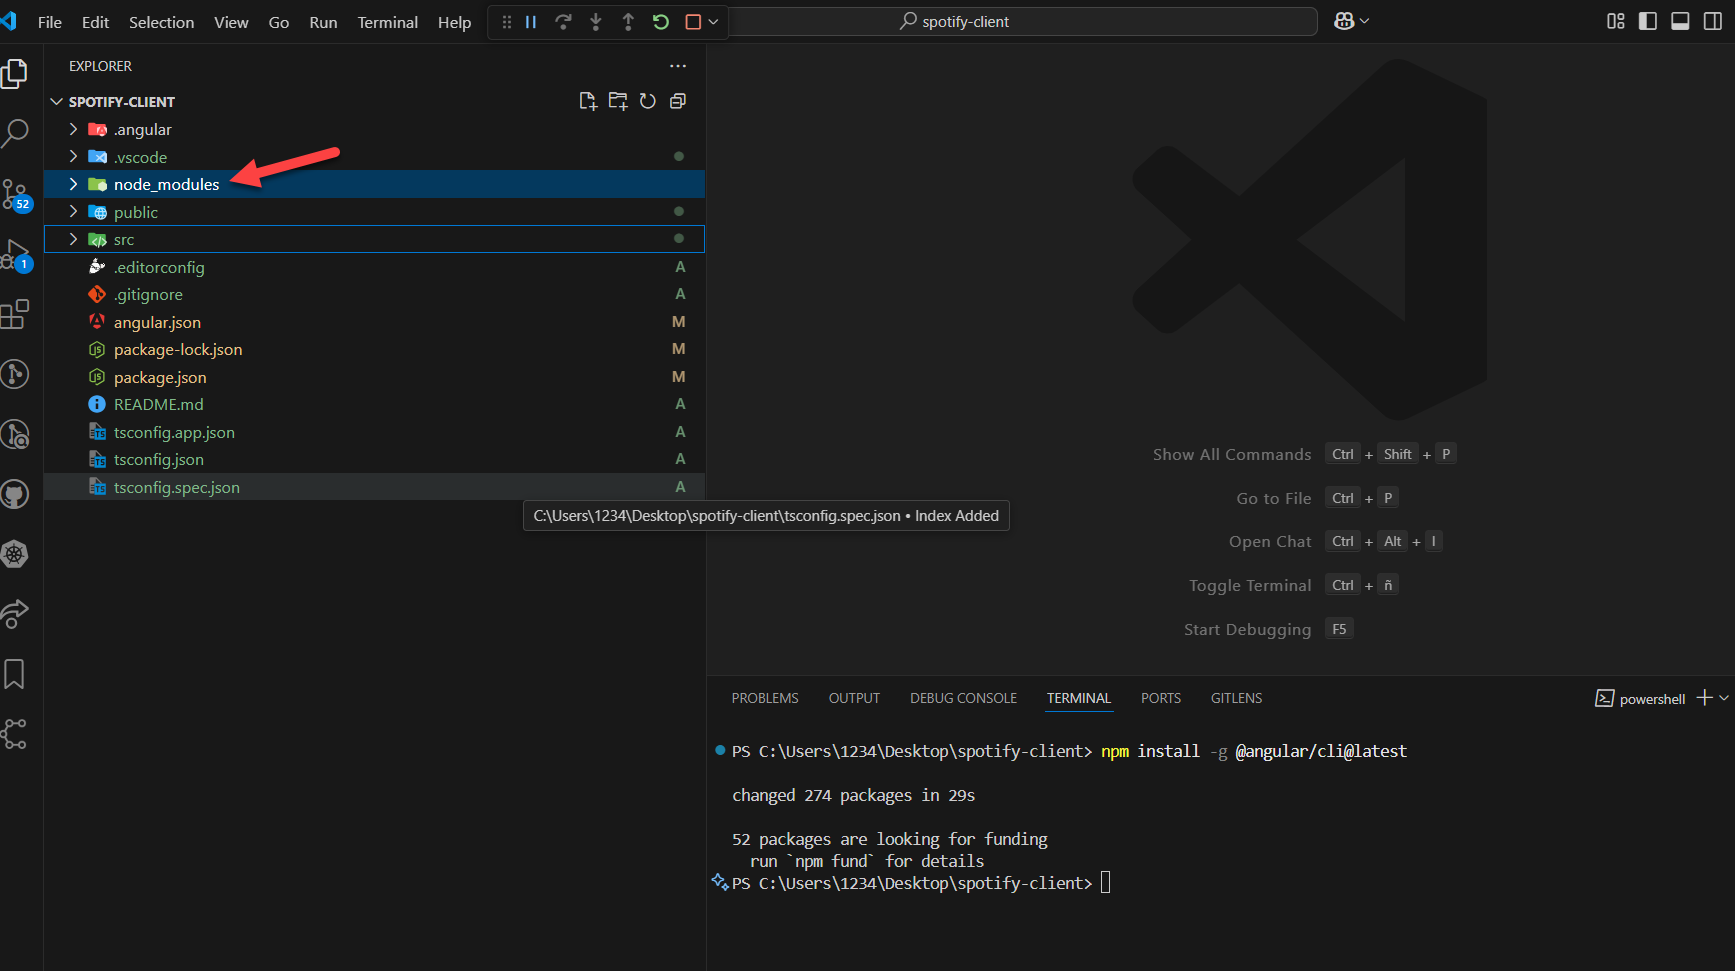 File Edit Selection View Go Run Terminal Help
spotify-client
EXPLORER
SPOTIFY-CLIENT
.angular
.vscode
node_modules
public
src
.editorconfig A
.gitignore A
angular.json M
package-lock.json M
package.json M
README.md A
tsconfig.app.json A
tsconfig.json A
tsconfig.spec.json A
C:\Users\1234\Desktop\spotify-client\tsconfig.spec.json • Index Added
52
1
Show All Commands Ctrl + Shift + P
Go to File Ctrl + P
Open Chat Ctrl + Alt + I
Toggle Terminal Ctrl + ñ
Start Debugging F5
PROBLEMS OUTPUT DEBUG CONSOLE TERMINAL PORTS GITLENS
powershell
PS C:\Users\1234\Desktop\spotify-client> npm install -g @angular/cli@latest
changed 274 packages in 29s
52 packages are looking for funding
run `npm fund` for details
PS C:\Users\1234\Desktop\spotify-client>